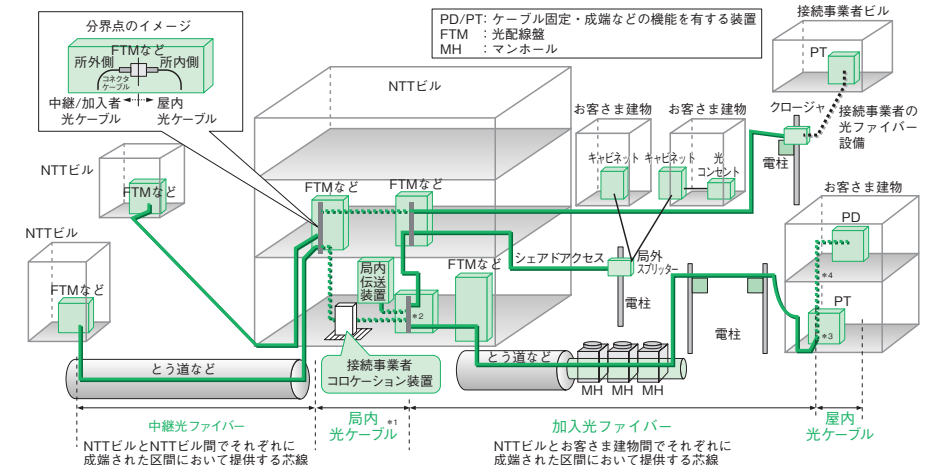 分界点のイメージ
FTMなど
所外側
所内側
コネクタ
ケーブル
中継/加入者
光ケーブル
屋内
光ケーブル
PD/PT：ケーブル固定・成端などの機能を有する装置
FTM ：光配線盤
MH ：マンホール
接続事業者ビル
PT
クロージャ
接続事業者の
光ファイバー
設備
電柱
NTTビル
お客さま建物
お客さま建物
キャビネット
キャビネット
光
コンセント
NTTビル
FTMなど
FTMなど
FTMなど
お客さま建物
PD
*4
PT
*3
NTTビル
FTMなど
シェアドアクセス
局外
スプリッター
電柱
FTMなど
局内
伝送
装置
*2
電柱
とう道など
接続事業者
コロケーション装置
とう道など
MH
MH
MH
中継光ファイバー
NTTビルとNTTビル間でそれぞれに
成端された区間において提供する芯線
局内 *1
光ケーブル
加入光ファイバー
NTTビルとお客さま建物間でそれぞれに
成端された区間において提供する芯線
屋内
光ケーブル